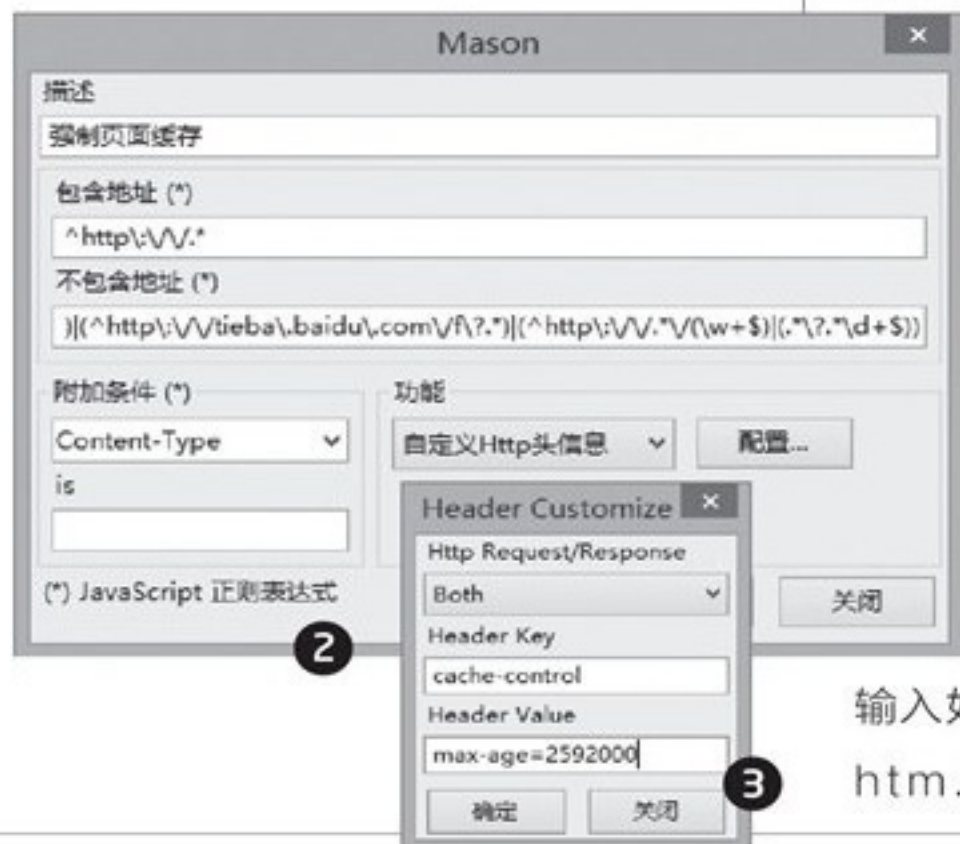 Mason
描述
强制页面缓存
包含地址 (*)
^http\:\/\/.*
不包含地址 (*)
)|(^http\:\/\/tieba\.baidu\.com\/f\?.*)|(^http\:\/\/.*\/(\w+$)|(.*\?.*\d+$))
附加条件 (*)
功能
Content-Type
自定义Http头信息
配置...
is
(*) JavaScript 正则表达式
关闭
2
Header Customize
Http Request/Response
Both
Header Key
cache-control
Header Value
max-age=2592000
确定
关闭
3
输入
htm.